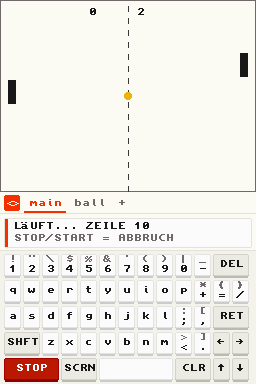 0 2
<> main ball +
LäUFT... ZEILE 10
STOP/START = ABBRUCH
! " # $ % & ' ( ) | _
1 2 3 4 5 6 7 8 9 0 - DEL
q w e r t y u i o p * + { = } /
a s d f g h j k l : ; [ , RET
SHFT z x c v b n m > < ] . ← →
STOP SCRN CLR ↑ ↓